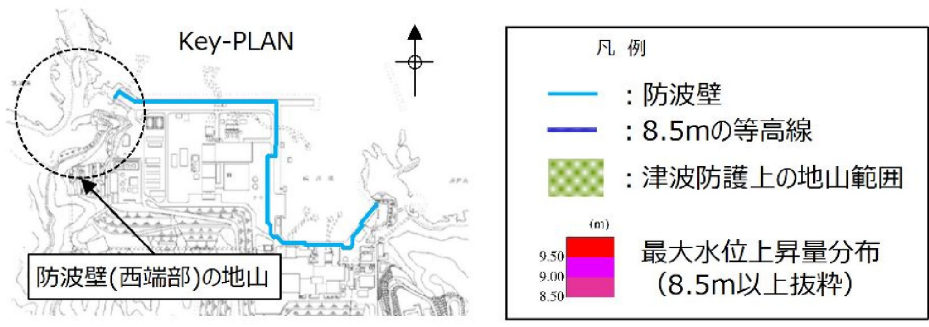 Key-PLAN
防波壁(西端部)の地山
凡 例
：防波壁
：8.5mの等高線
：津波防護上の地山範囲
(m)
9.50
9.00
8.50
最大水位上昇量分布
（8.5m以上抜粋）